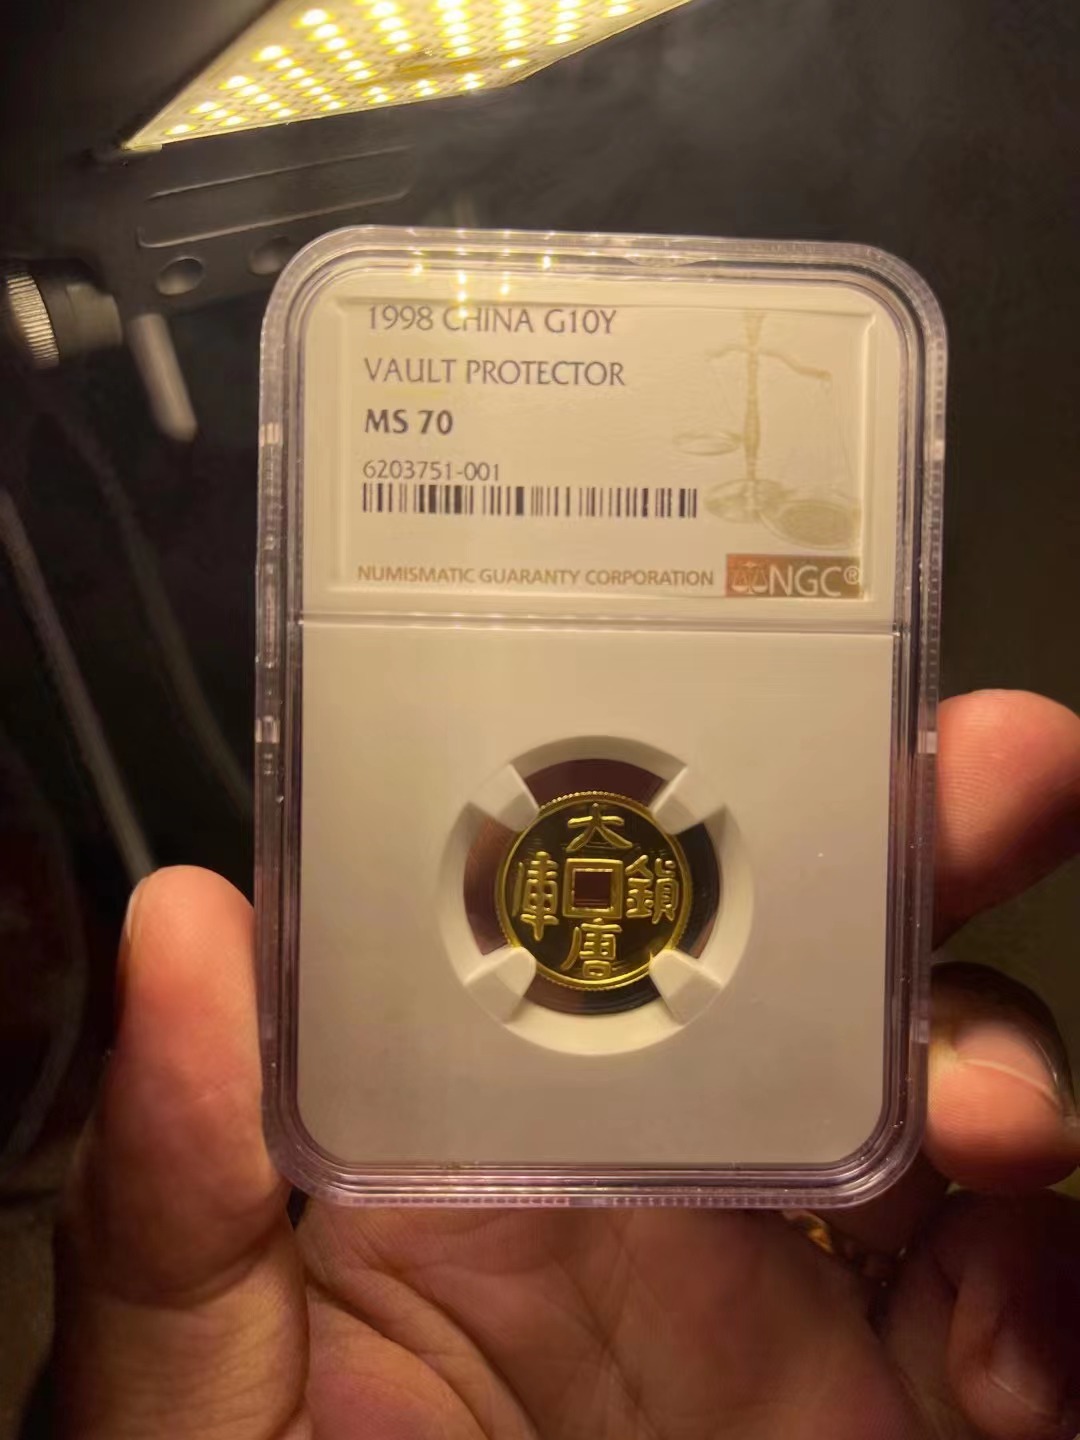 1998 CHINA G10Y
VAULT PROTECTOR
MS 70
6203751-001
NUMISMATIC GUARANTY CORPORATION NGC®
大
庫 鎮
唐